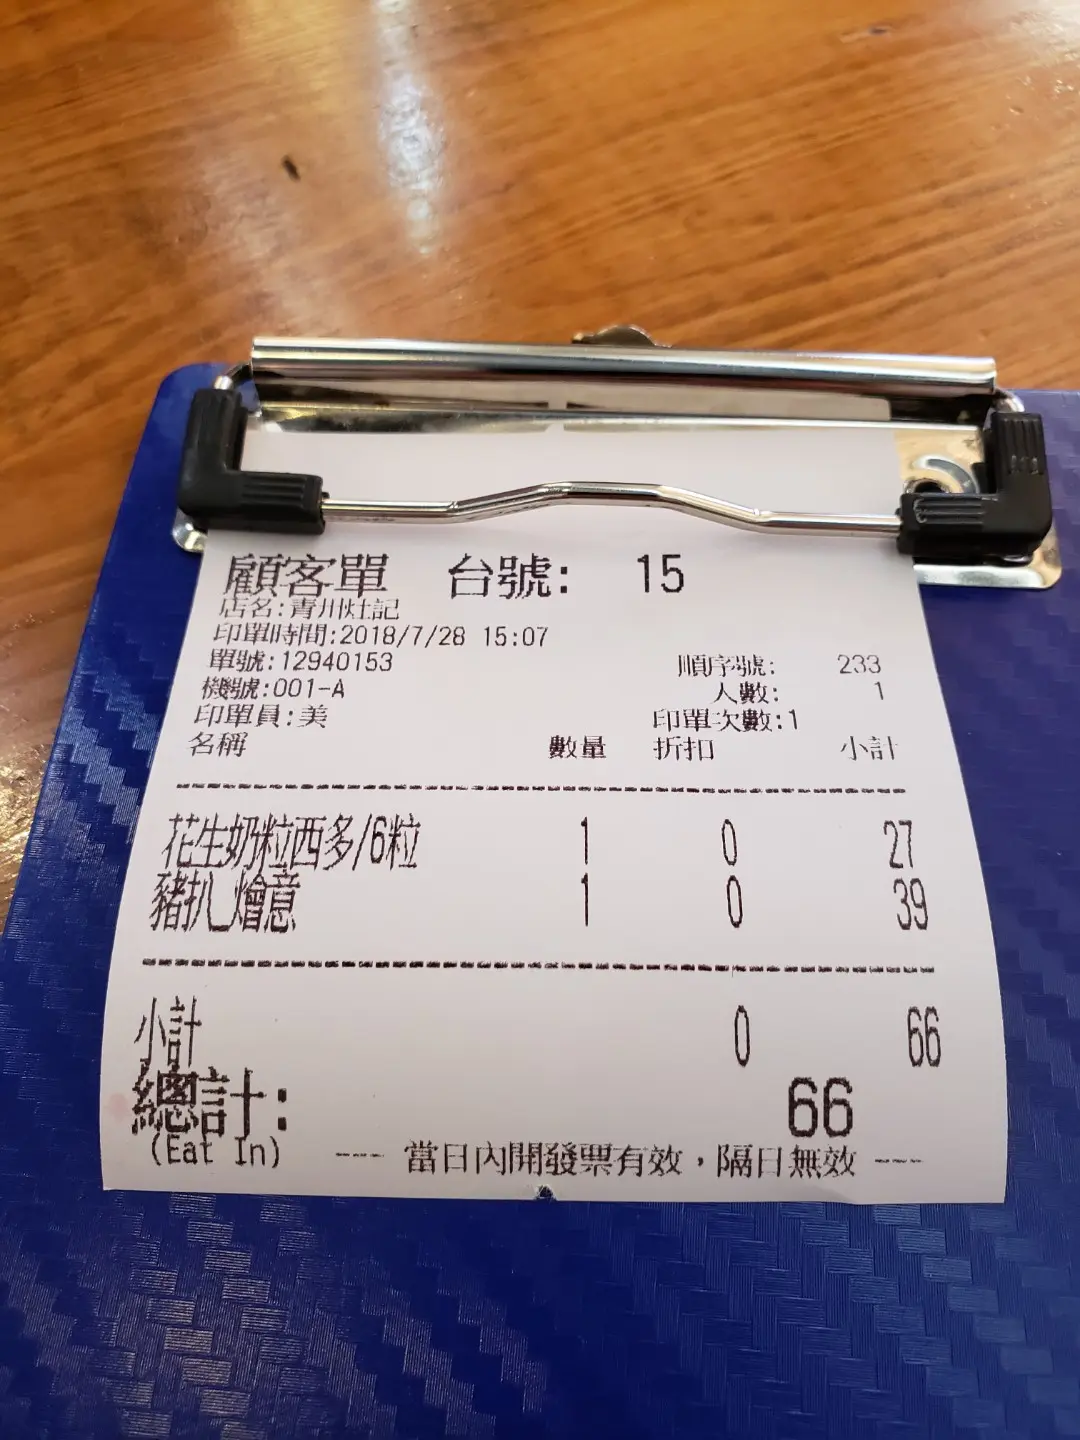 顧客單 台號: 15
店名:青川灶記
印單時間:2018/7/28 15:07
單號:12940153 順序號: 233
機號:001-A 人數: 1
印單員:美 印單次數:1
名稱 數量 折扣 小計
花生奶粒西多/6粒 1 0 27
豬扒燴意 1 0 39
小計 0 66
總計: 66
(Eat In) --- 當日內開發票有效，隔日無效 ---